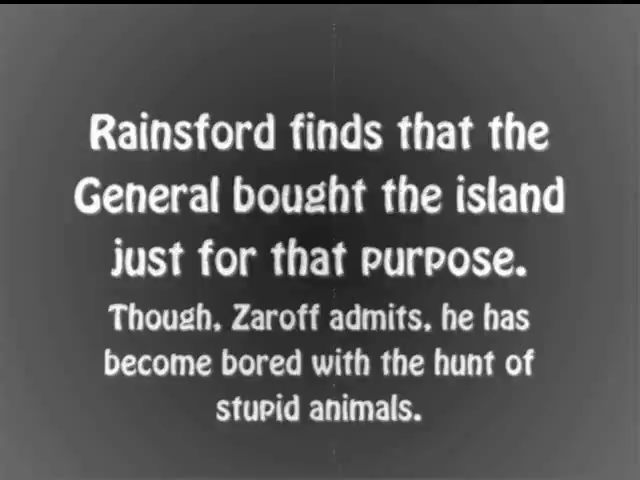 Rainsford finds that the
General bought the island
just for that purpose.
Though, Zaroff admits, he has
become bored with the hunt of
stupid animals.